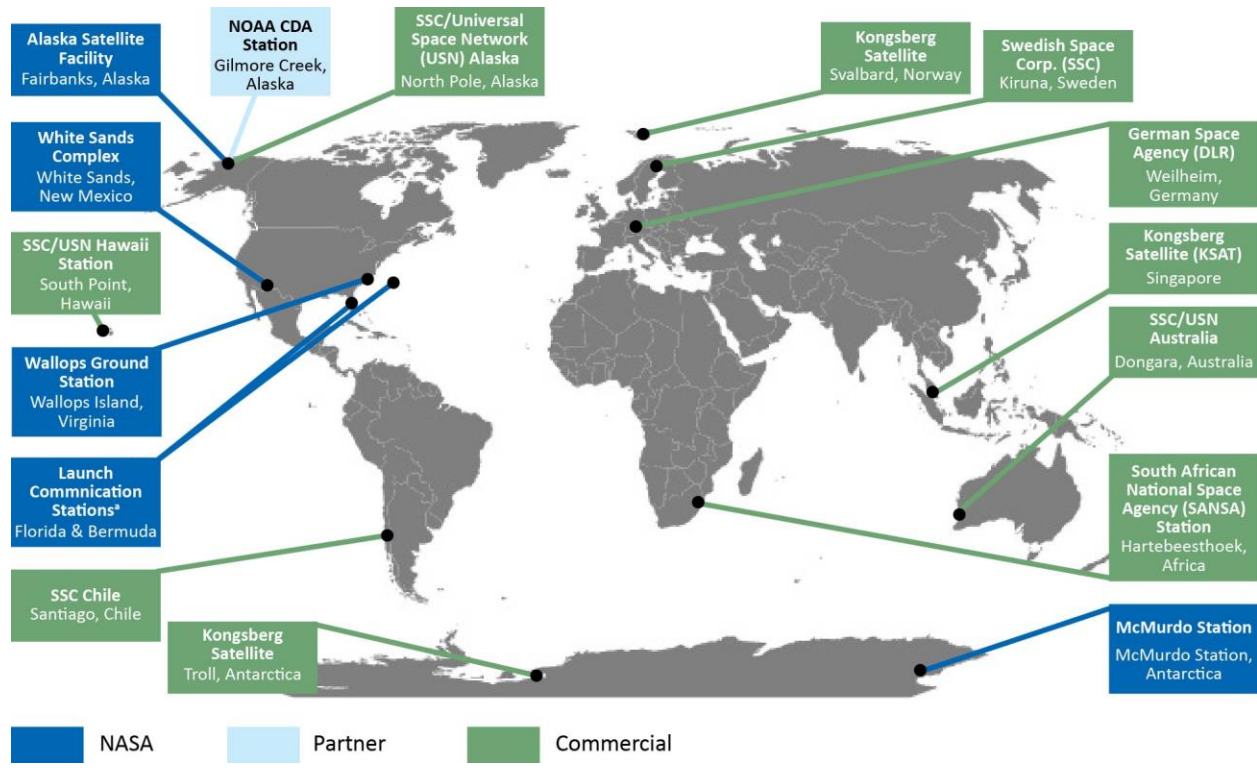 Alaska Satellite
Facility
Fairbanks, Alaska
NOAA CDA
Station
Gilmore Creek,
Alaska
SSC/Universal
Space Network
(USN) Alaska
North Pole, Alaska
Kongsberg
Satellite
Svalbard, Norway
Swedish Space
Corp. (SSC)
Kiruna, Sweden
White Sands
Complex
White Sands,
New Mexico
German Space
Agency (DLR)
Weilheim,
Germany
SSC/USN Hawaii
Station
South Point,
Hawaii
Kongsberg
Satellite (KSAT)
Singapore
Wallops Ground
Station
Wallops Island,
Virginia
SSC/USN
Australia
Dongara, Australia
Launch
Commnication
Stationsª
Florida & Bermuda
South African
National Space
Agency (SANSA)
Station
Hartebeesthoek,
Africa
SSC Chile
Santiago, Chile
Kongsberg
Satellite
Troll, Antarctica
McMurdo Station
McMurdo Station,
Antarctica
NASA
Partner
Commercial